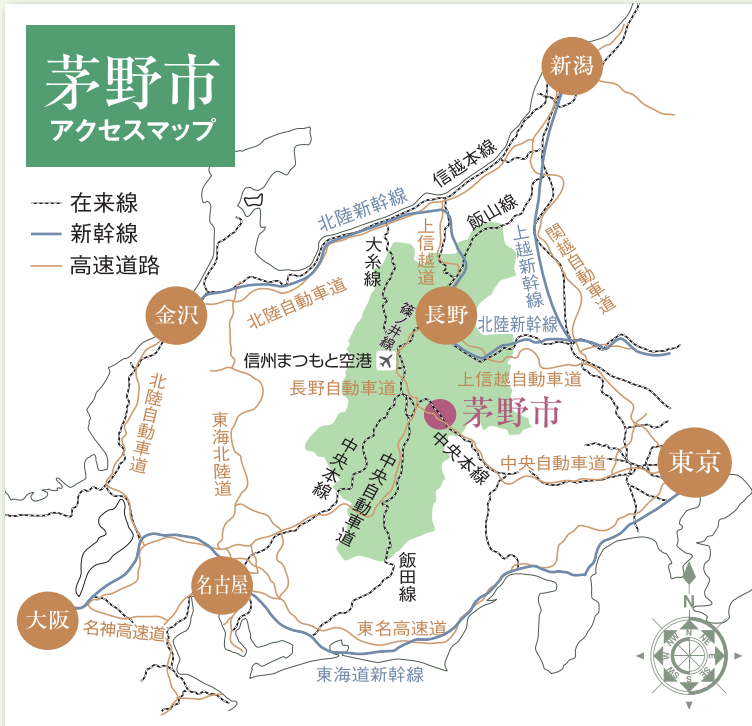 茅野市
アクセスマップ
在来線
新幹線
高速道路
新潟
信越本線
北陸新幹線
飯山線
上信越道
大糸線
上越新幹線
関越自動車道
金沢
北陸自動車道
長野
篠ノ井線
北陸新幹線
信州まつもと空港
長野自動車道
上信越自動車道
茅野市
北陸自動車道
東海北陸道
中央本線
中央自動車道
中央本線
中央自動車道
東京
飯田線
名古屋
大阪
名神高速道
東名高速道
東海道新幹線
N
N
NE
E
SE
S
SW
W
NW